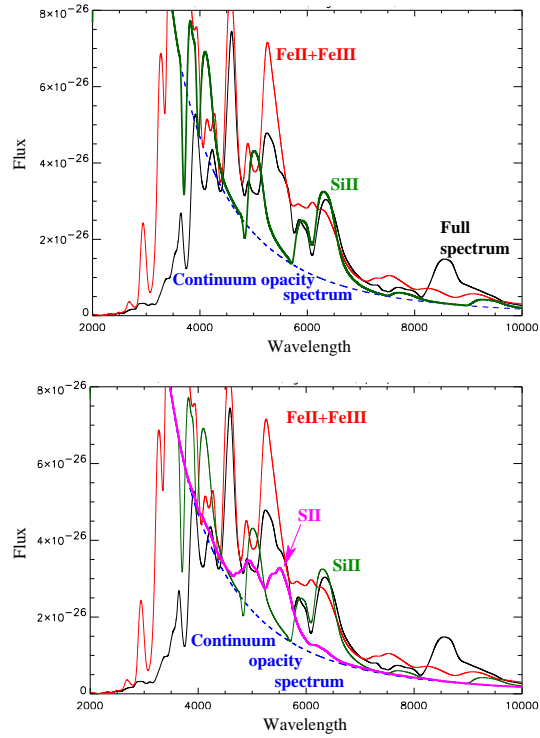 8×10^-26
6×10^-26
4×10^-26
2×10^-26
0
2000 4000 6000 8000 10000
Flux
Wavelength
FeII+FeIII
SiII
Full
spectrum
Continuum opacity
spectrum
8×10^-26
6×10^-26
4×10^-26
2×10^-26
0
2000 4000 6000 8000 10000
Flux
Wavelength
FeII+FeIII
SII
SiII
Continuum
opacity
spectrum